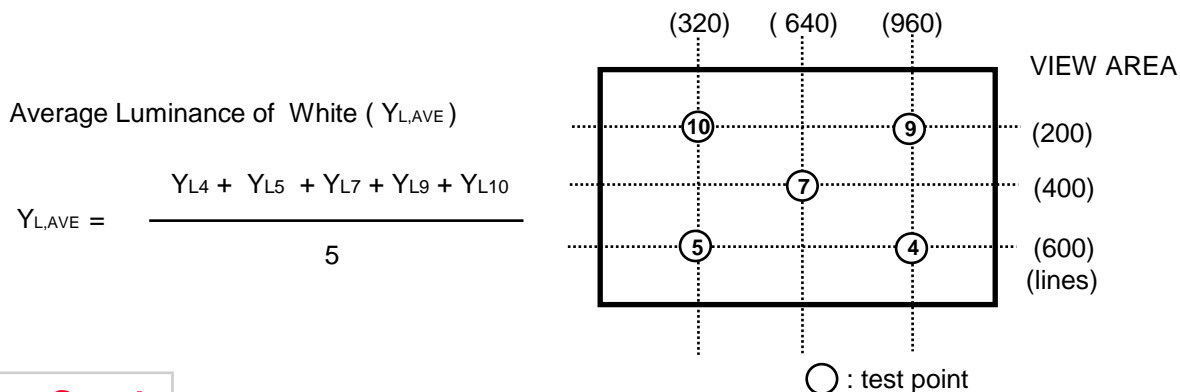 (320) ( 640) (960)
VIEW AREA
Average Luminance of White ( YL,AVE )
10 9 (200)
YL4 + YL5 + YL7 + YL9 + YL10
7 (400)
YL,AVE =
5
5 4 (600)
(lines)
: test point